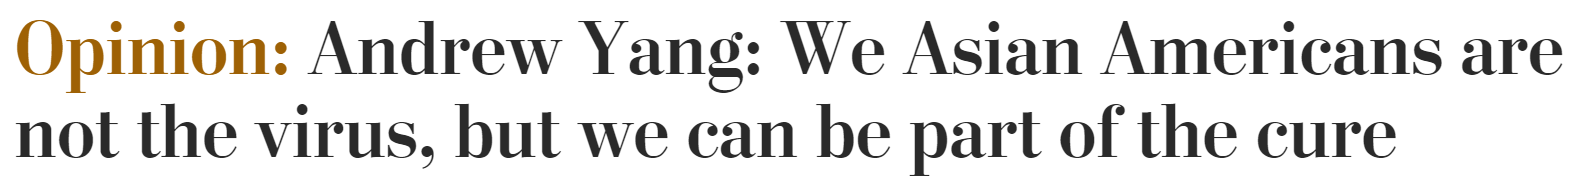 Opinion: Andrew Yang: We Asian Americans are
not the virus, but we can be part of the cure